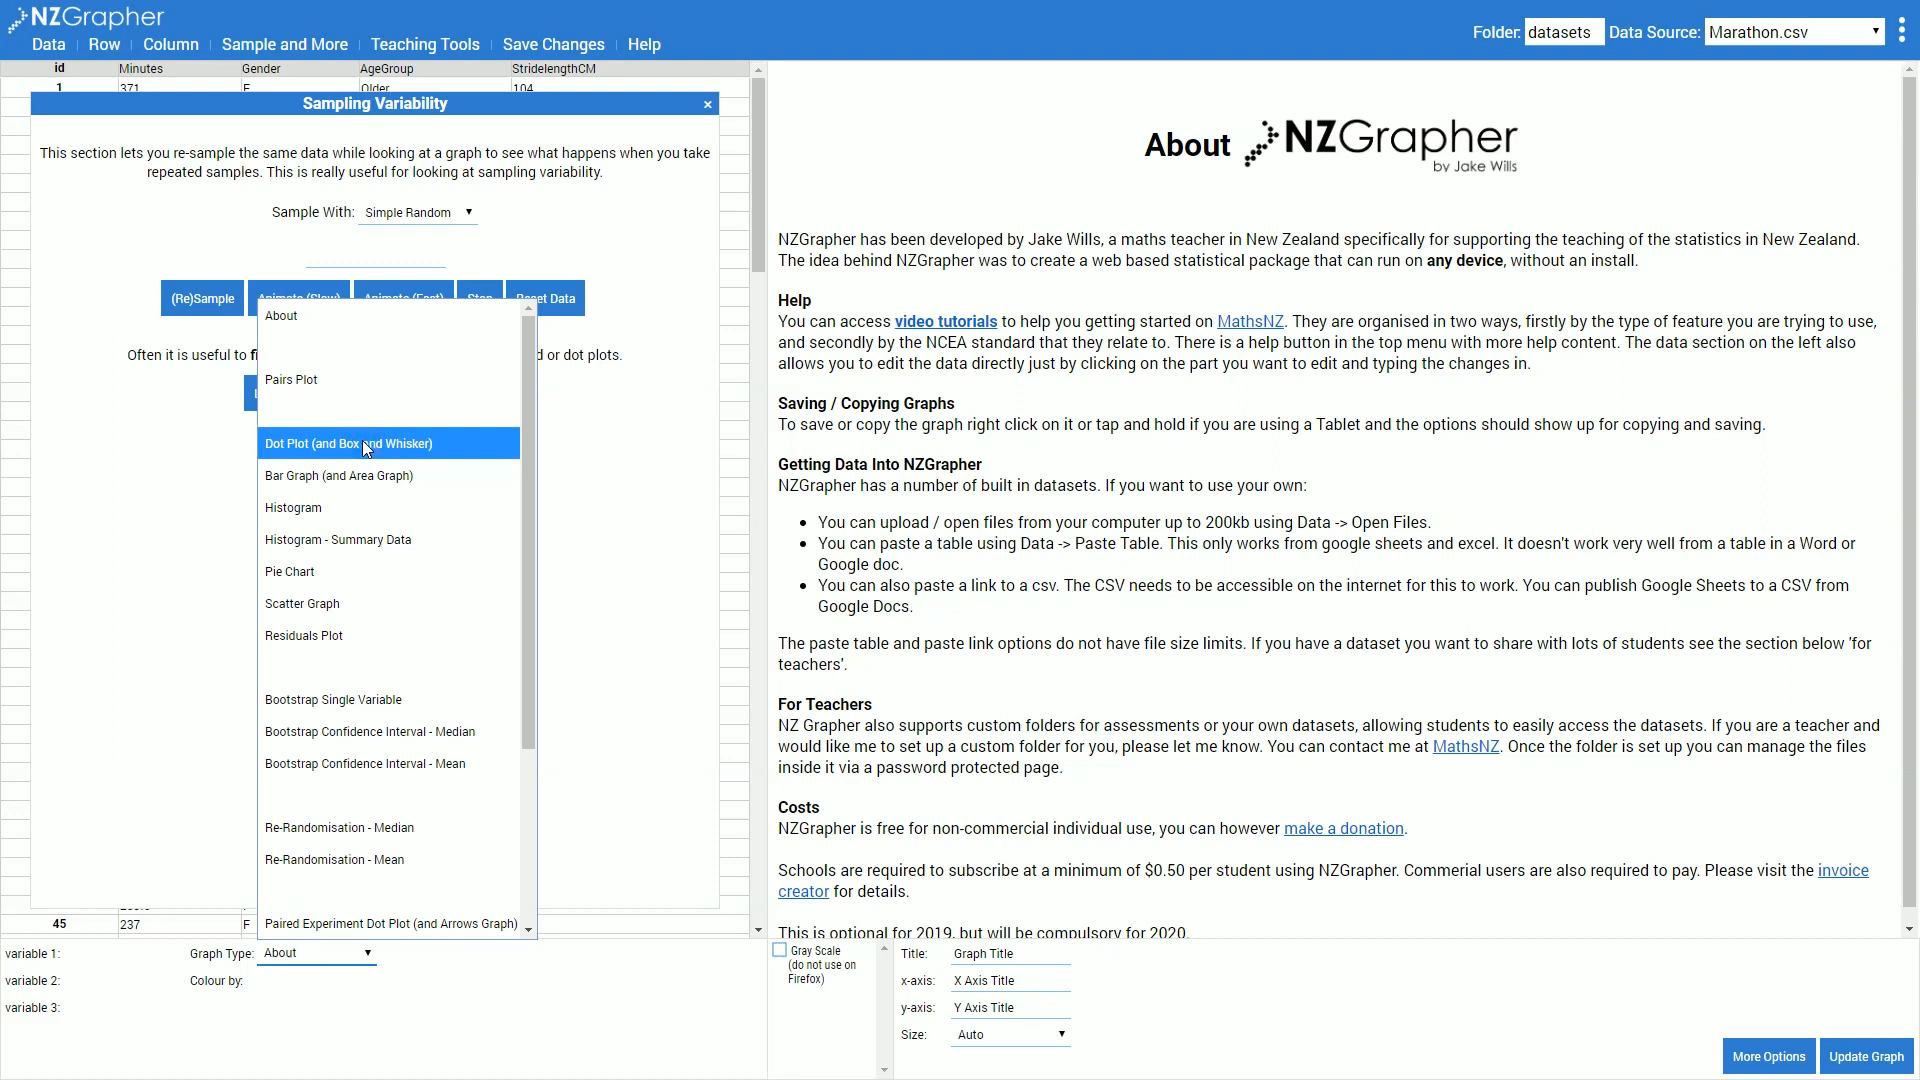 NZGrapher
Data Row Column Sample and More Teaching Tools Save Changes Help
Folder: datasets Data Source: Marathon.csv
id Minutes Gender AgeGroup StridelengthCM
1 371 F Older 104
Sampling Variability ×
This section lets you re-sample the same data while looking at a graph to see what happens when you take
repeated samples. This is really useful for looking at sampling variability.
Sample With: Simple Random
(Re)Sample Animate (Slow) Animate (Fast) Stop Reset Data
Often it is useful to fi
d or dot plots.
About
Pairs Plot
Dot Plot (and Box and Whisker)
Bar Graph (and Area Graph)
Histogram
Histogram - Summary Data
Pie Chart
Scatter Graph
Residuals Plot
Bootstrap Single Variable
Bootstrap Confidence Interval - Median
Bootstrap Confidence Interval - Mean
Re-Randomisation - Median
Re-Randomisation - Mean
Paired Experiment Dot Plot (and Arrows Graph)
45 237 F
variable 1: Graph Type: About
variable 2: Colour by:
variable 3:
About NZGrapher
by Jake Wills
NZGrapher has been developed by Jake Wills, a maths teacher in New Zealand specifically for supporting the teaching of the statistics in New Zealand.
The idea behind NZGrapher was to create a web based statistical package that can run on any device, without an install.
Help
You can access video tutorials to help you getting started on MathsNZ. They are organised in two ways, firstly by the type of feature you are trying to use,
and secondly by the NCEA standard that they relate to. There is a help button in the top menu with more help content. The data section on the left also
allows you to edit the data directly just by clicking on the part you want to edit and typing the changes in.
Saving / Copying Graphs
To save or copy the graph right click on it or tap and hold if you are using a Tablet and the options should show up for copying and saving.
Getting Data Into NZGrapher
NZGrapher has a number of built in datasets. If you want to use your own:
• You can upload / open files from your computer up to 200kb using Data -> Open Files.
• You can paste a table using Data -> Paste Table. This only works from google sheets and excel. It doesn't work very well from a table in a Word or
Google doc.
• You can also paste a link to a csv. The CSV needs to be accessible on the internet for this to work. You can publish Google Sheets to a CSV from
Google Docs.
The paste table and paste link options do not have file size limits. If you have a dataset you want to share with lots of students see the section below 'for
teachers'.
For Teachers
NZ Grapher also supports custom folders for assessments or your own datasets, allowing students to easily access the datasets. If you are a teacher and
would like me to set up a custom folder for you, please let me know. You can contact me at MathsNZ. Once the folder is set up you can manage the files
inside it via a password protected page.
Costs
NZGrapher is free for non-commercial individual use, you can however make a donation.
Schools are required to subscribe at a minimum of $0.50 per student using NZGrapher. Commerial users are also required to pay. Please visit the invoice
creator for details.
This is optional for 2019, but will be compulsory for 2020.
Gray Scale
(do not use on
Firefox)
Title: Graph Title
x-axis: X Axis Title
y-axis: Y Axis Title
Size: Auto
More Options Update Graph